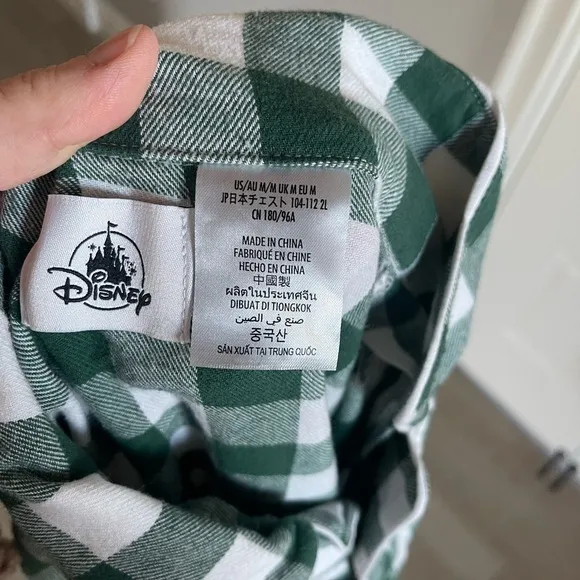 Disney
US/AU M/M UK M EU M
JP日本チェスト 104-112 2L
CN 180/96A
MADE IN CHINA
FABRIQUÉ EN CHINE
HECHO EN CHINA
中國製
ผลิตในประเทศจีน
DIBUAT DI TIONGKOK
صنع في الصين
중국산
SẢN XUẤT TẠI TRUNG QUỐC